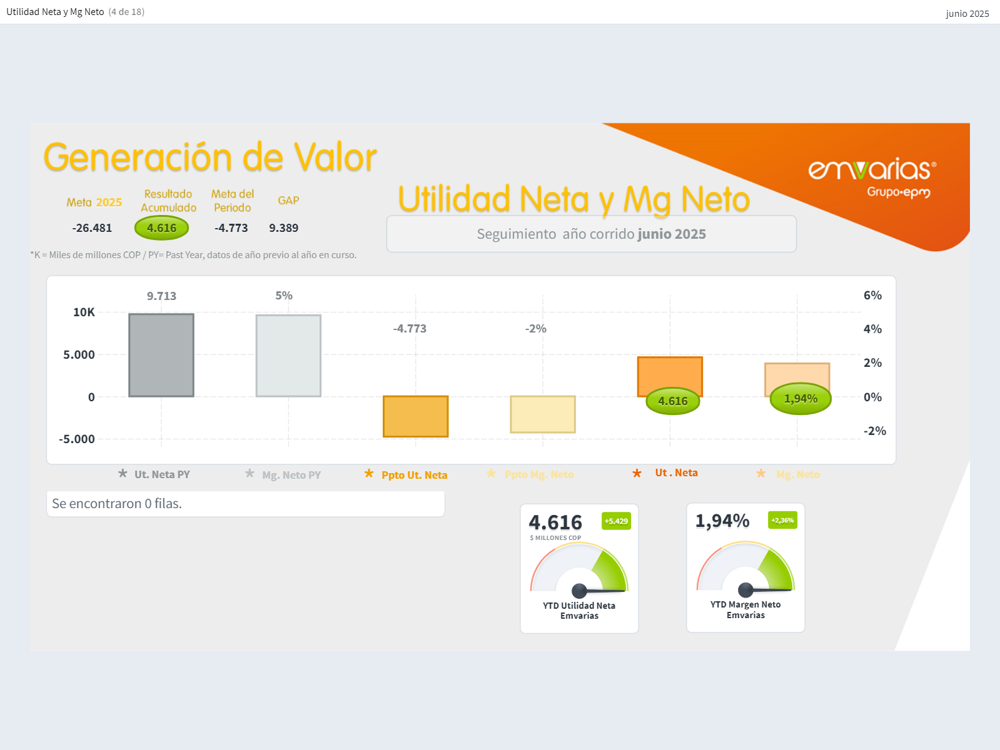 Utilidad Neta y Mg Neto (4 de 18)
junio 2025
Generación de Valor
emvarias®
Grupo•epm
Utilidad Neta y Mg Neto
Seguimiento año corrido junio 2025
Meta 2025
Resultado Acumulado
Meta del Periodo
GAP
-26.481
4.616
-4.773
9.389
*K = Miles de millones COP / PY= Past Year, datos de año previo al año en curso.
9.713
5%
-4.773
-2%
4.616
1,94%
10K
5.000
0
-5.000
6%
4%
2%
0%
-2%
* Ut. Neta PY
* Mg. Neto PY
* Ppto Ut. Neta
* Ppto Mg. Neto
* Ut . Neta
* Mg. Neto
Se encontraron 0 filas.
4.616
+5.429
$ MILLONES COP
YTD Utilidad Neta
Emvarias
1,94%
+2,36%
YTD Margen Neto
Emvarias